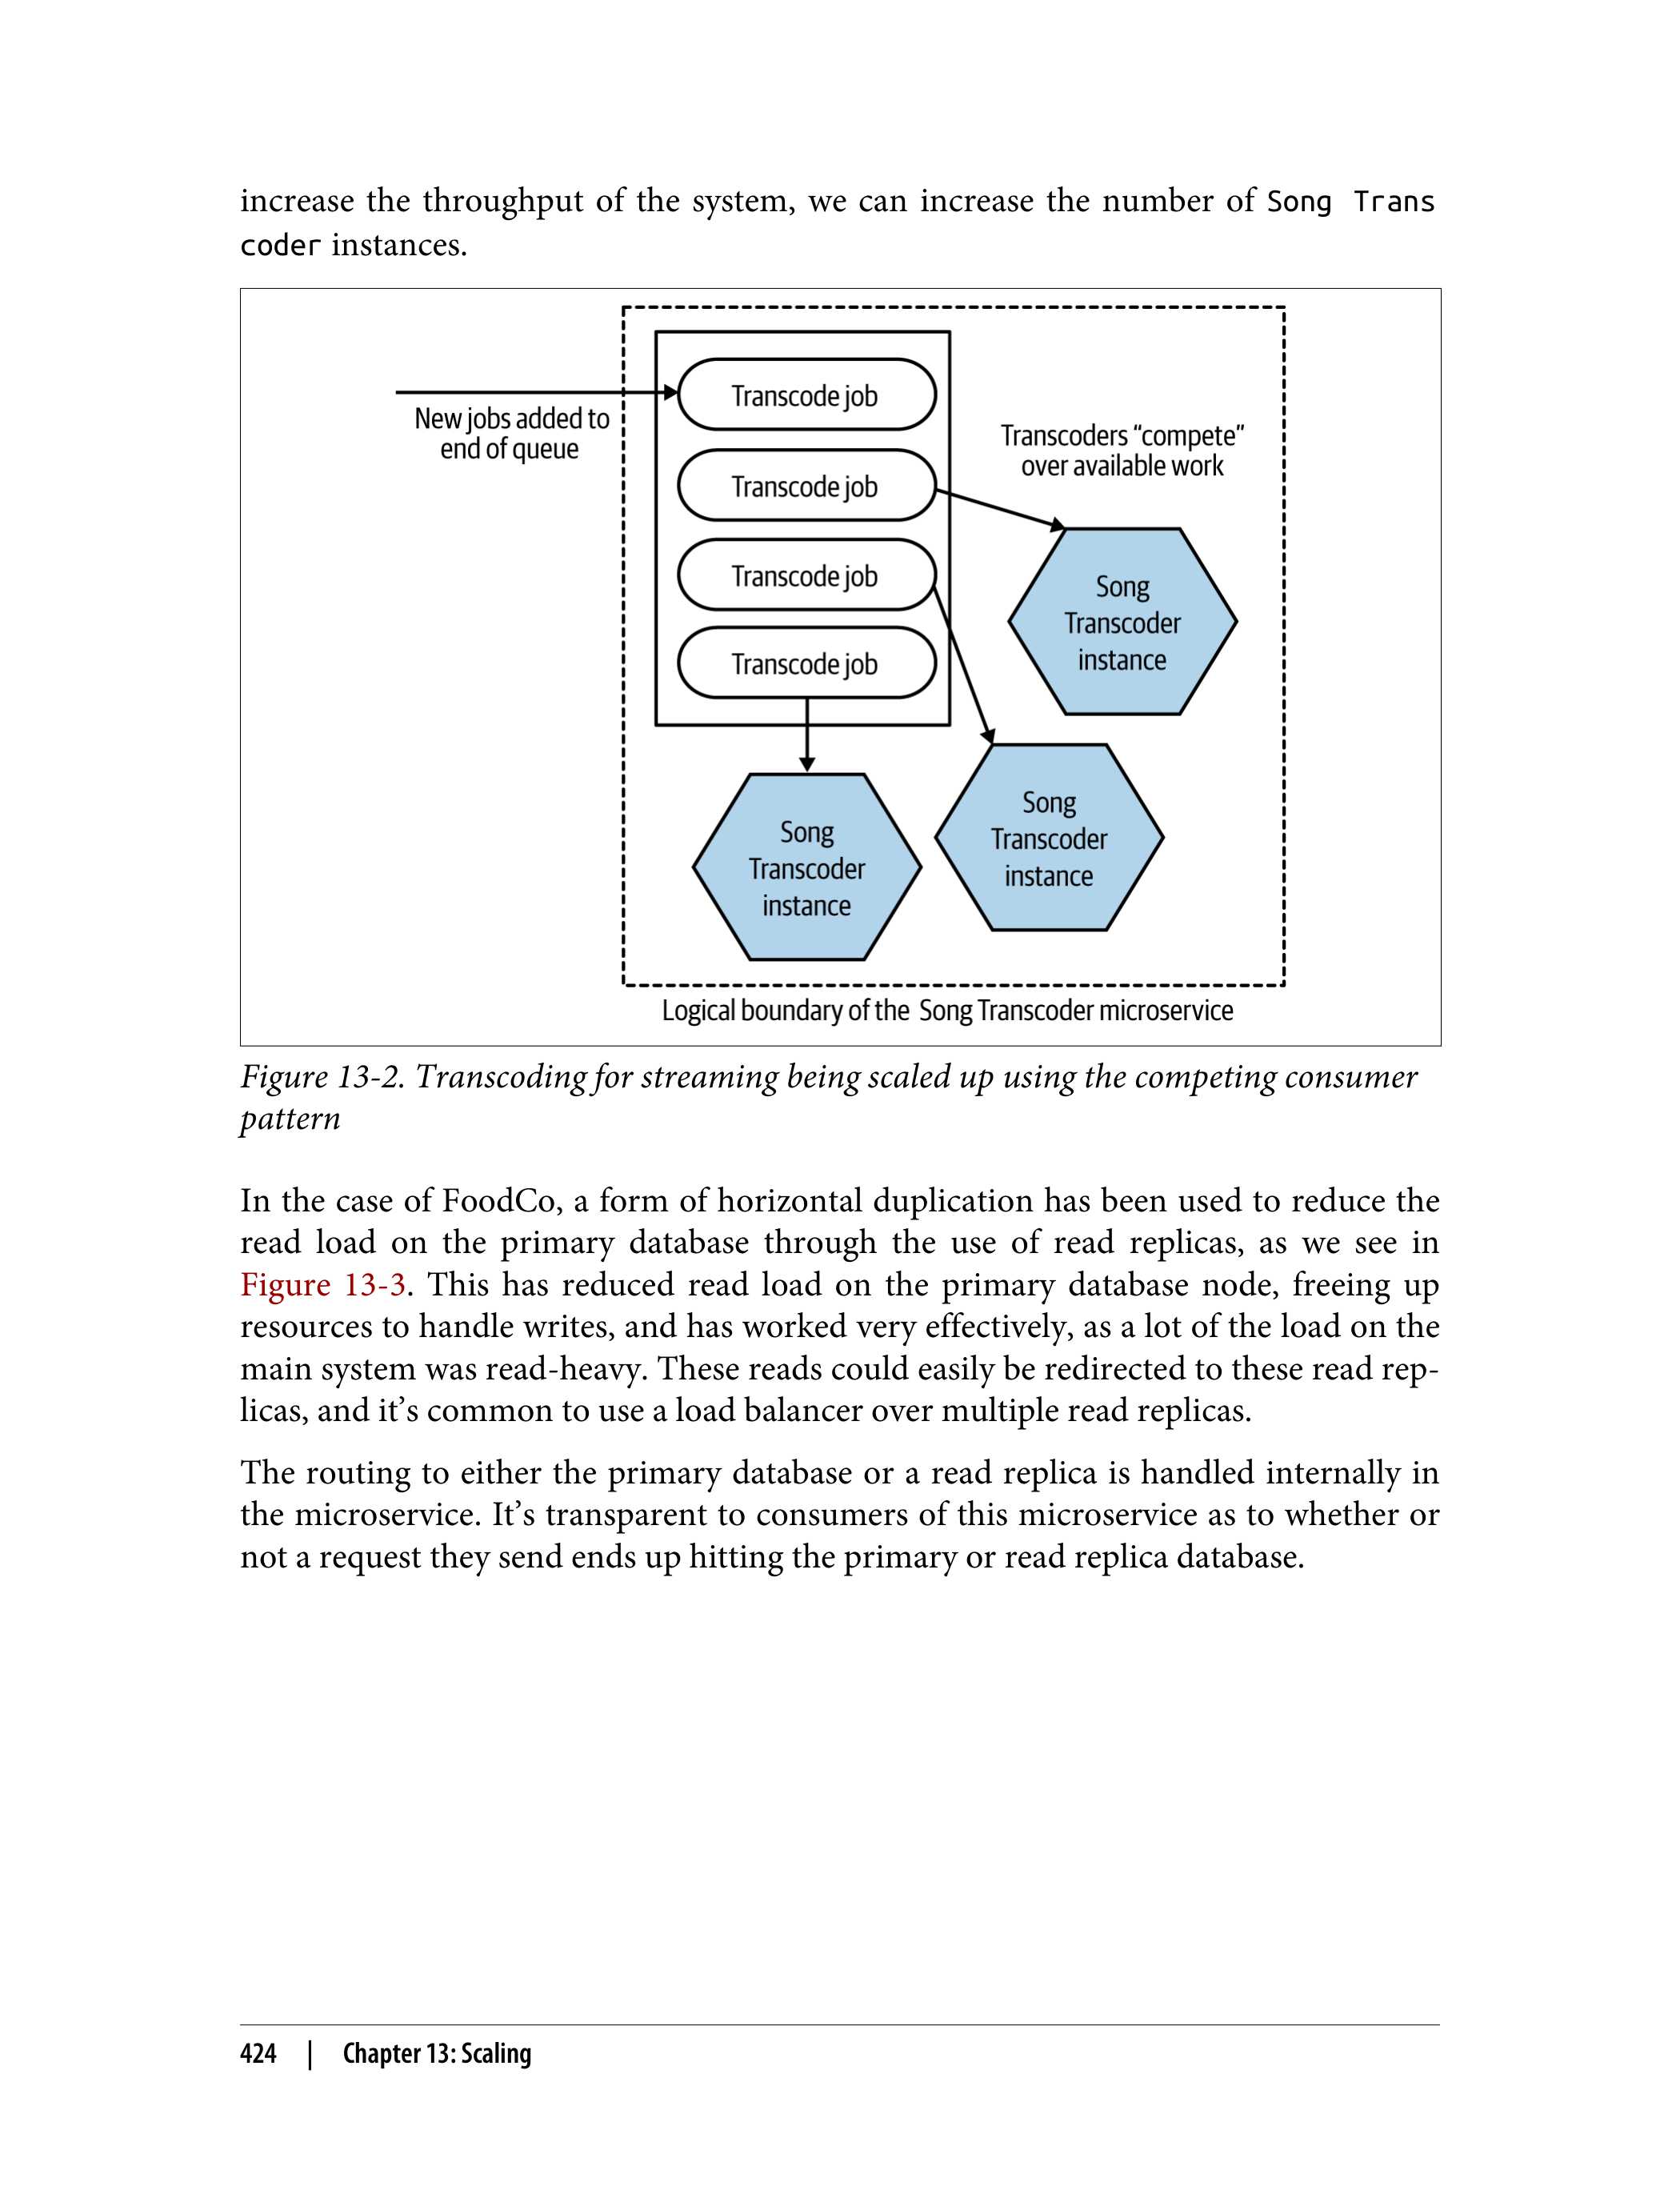 increase the throughput of the system, we can increase the number of Song Trans
coder instances.
Transcode job
New jobs added to
end of queue
Transcode job
Transcoders “compete”
over available work
Transcode job
Transcode job
Song
Transcoder
instance
Song
Transcoder
instance
Song
Transcoder
instance
Logical boundary of the Song Transcoder microservice
Figure 13-2. Transcoding for streaming being scaled up using the competing consumer
pattern
In the case of FoodCo, a form of horizontal duplication has been used to reduce the
read load on the primary database through the use of read replicas, as we see in
Figure 13-3. This has reduced read load on the primary database node, freeing up
resources to handle writes, and has worked very effectively, as a lot of the load on the
main system was read-heavy. These reads could easily be redirected to these read rep-
licas, and it’s common to use a load balancer over multiple read replicas.
The routing to either the primary database or a read replica is handled internally in
the microservice. It’s transparent to consumers of this microservice as to whether or
not a request they send ends up hitting the primary or read replica database.
424 | Chapter 13: Scaling